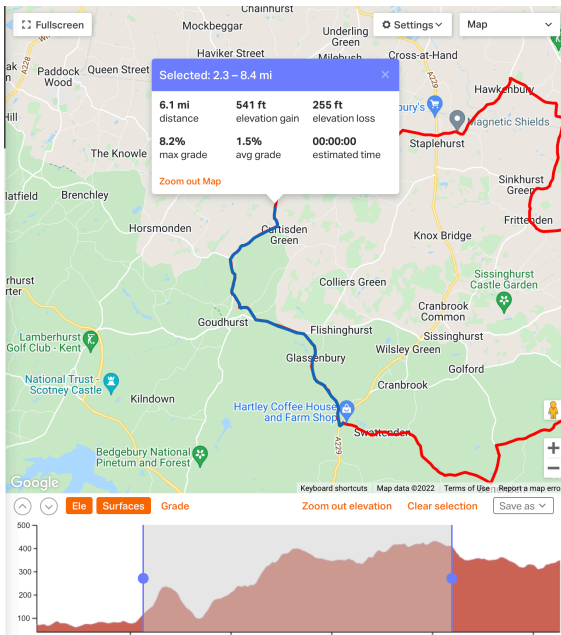 Chainhurst
Fullscreen
Mockbeggar
Underling
Green
Settings
Map
Haviker Street
Milebush
Cross-at-Hand
A228
Paddock
Wood
Queen Street
A229
Selected: 2.3 – 8.4 mi
Hawkenbury
6.1 mi
541 ft
255 ft
distance
elevation gain
elevation loss
bury's
Magnetic Shields
8.2%
1.5%
00:00:00
max grade
avg grade
estimated time
Staplehurst
The Knowle
Zoom out Map
Sinkhurst
Green
Brenchley
Frittenden
Horsmonden
Curtisden
Green
Knox Bridge
Sissinghurst
Castle Garden
Colliers Green
Cranbrook
Common
Goudhurst
Flishinghurst
Sissinghurst
Lamberhurst
Golf Club - Kent
Glassenbury
Wilsley Green
Golford
National Trust -
Scotney Castle
Cranbrook
Kilndown
Hartley Coffee House
and Farm Shop
Swattenden
A229
Bedgebury National
Pinetum and Forest
Google
Keyboard shortcuts
Map data ©2022
Terms of Use
Report a map erro
Ele
Surfaces
Grade
Zoom out elevation
Clear selection
Save as
500
400
300
200
100